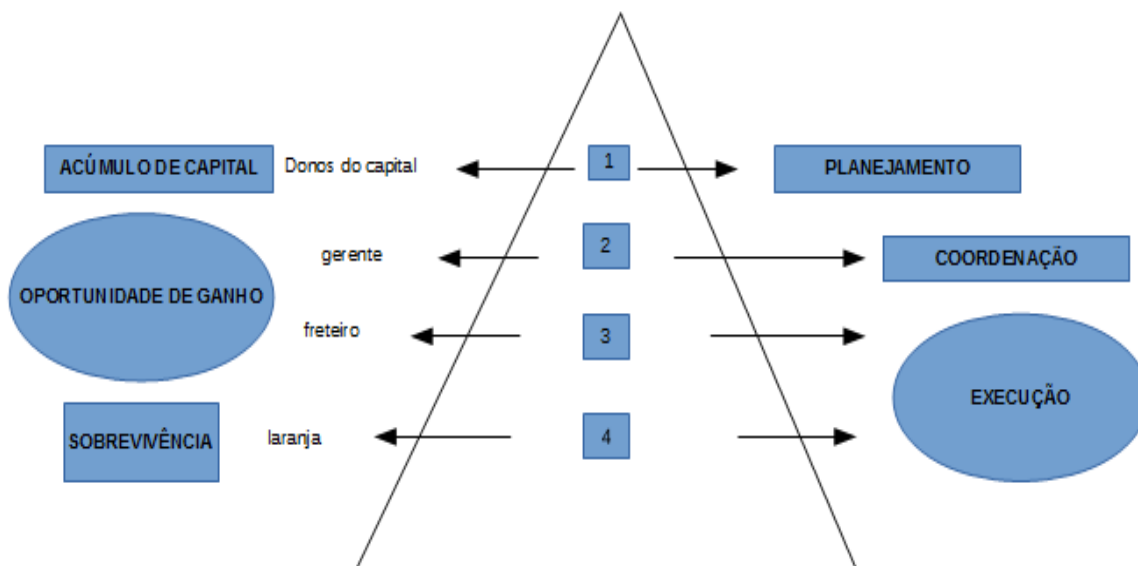 ACÚMULO DE CAPITAL Donos do capital 1 PLANEJAMENTO
gerente 2 COORDENAÇÃO
OPORTUNIDADE DE GANHO
freteiro 3
EXECUÇÃO
SOBREVIVÊNCIA laranja 4